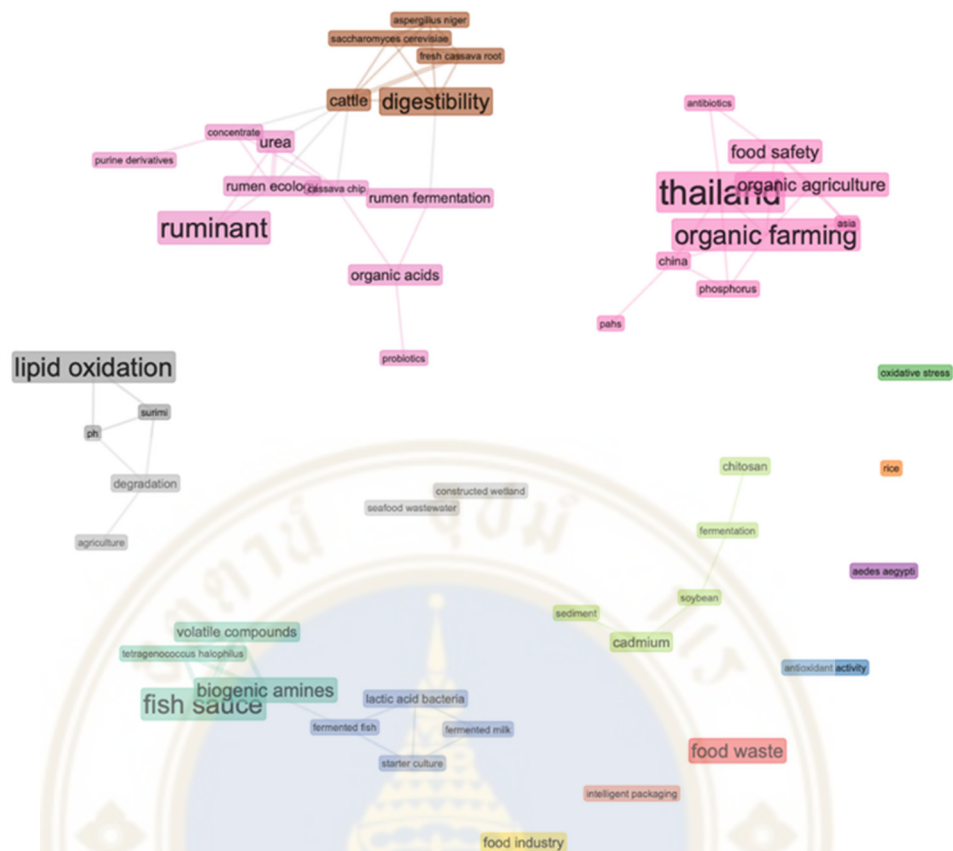 aspergillus niger
saccharomyces cerevisiae
fresh cassava root
cattle
digestibility
concentrate
urea
purine derivatives
rumen
cassava chip
rumen fermentation
ruminant
organic acids
probiotics
antibiotics
food safety
thailand
organic agriculture
asia
organic farming
china
phosphorus
pahs
lipid oxidation
surimi
ph
degradation
agriculture
oxidative stress
rice
aedes aegypti
antioxidant activity
chitosan
fermentation
soybean
sediment
cadmium
constructed wetland
seafood wastewater
volatile compounds
tetragenococcus halophilus
biogenic amines
fish sauce
lactic acid bacteria
fermented fish
fermented milk
starter culture
food waste
intelligent packaging
food industry